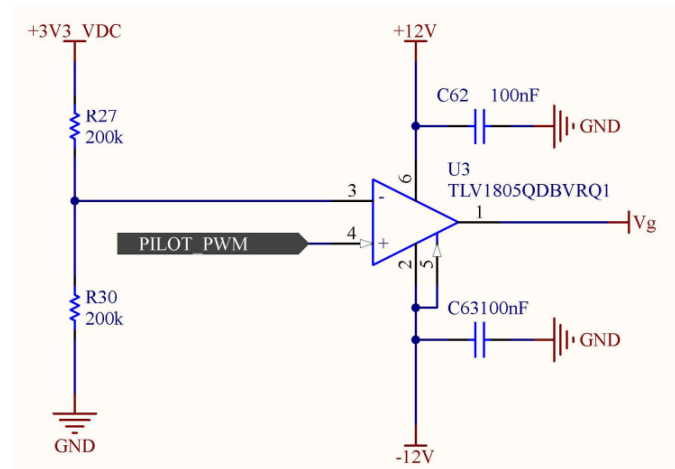 +3V3_VDC
+12V
C62 100nF
R27
200k
GND
6
U3
TLV1805QDBVRQ1
3
-
1
Vg
PILOT_PWM
4
+
2
5
R30
200k
C63100nF
GND
GND
-12V